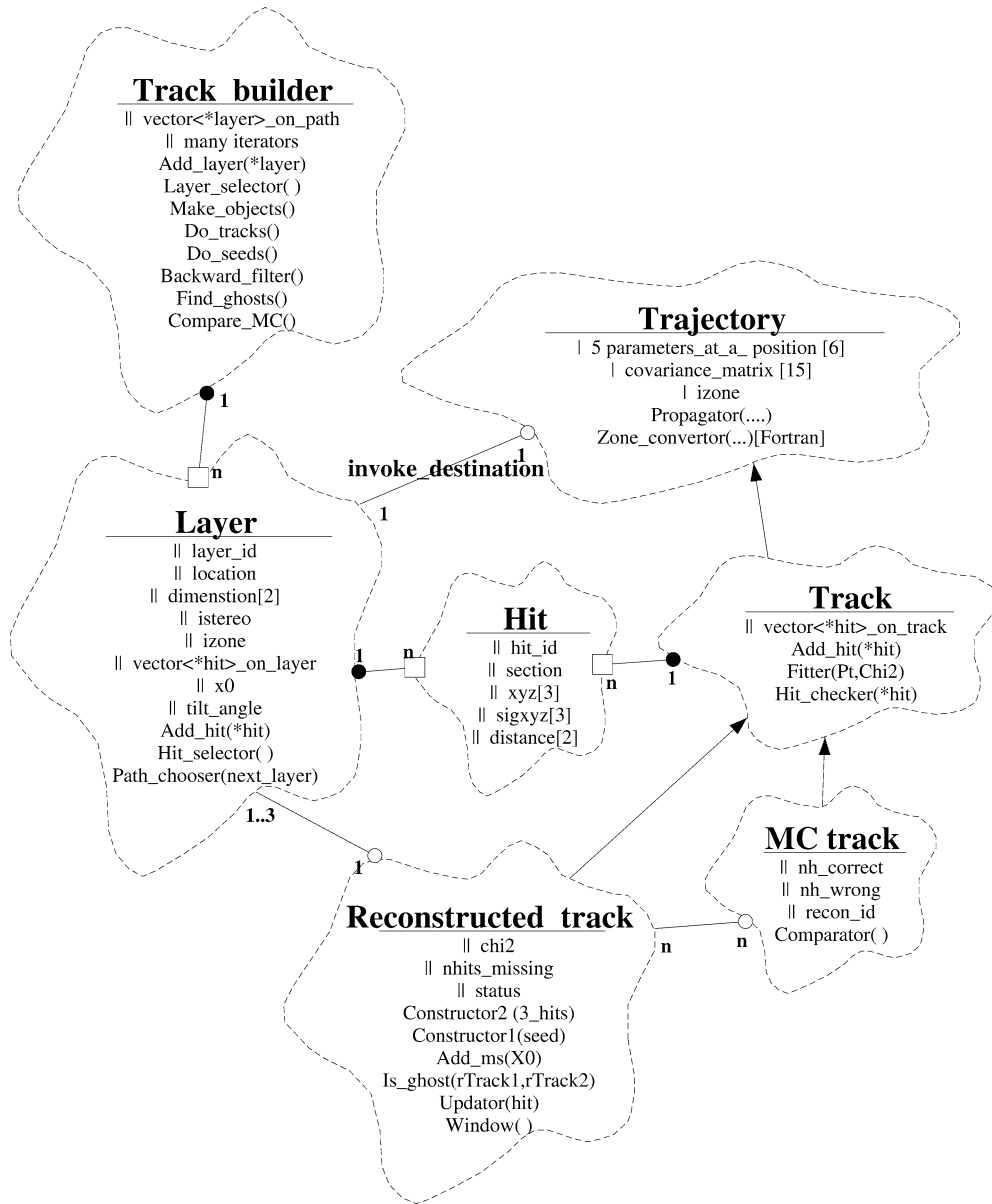 Track builder
|| vector<*layer>_on_path
|| many iterators
Add_layer(*layer)
Layer_selector( )
Make_objects()
Do_tracks()
Do_seeds()
Backward_filter()
Find_ghosts()
Compare_MC()
1
n
Trajectory
| 5 parameters_at_a_ position [6]
| covariance_matrix [15]
| izone
Propagator(....)
Zone_convertor(...)[Fortran]
1
invoke_destination
1
Layer
|| layer_id
|| location
|| dimenstion[2]
|| istereo
|| izone
|| vector<*hit>_on_layer
|| x0
|| tilt_angle
Add_hit(*hit)
Hit_selector( )
Path_chooser(next_layer)
1
n
Hit
|| hit_id
|| section
|| xyz[3]
|| sigxyz[3]
|| distance[2]
n
1
Track
|| vector<*hit>_on_track
Add_hit(*hit)
Fitter(Pt,Chi2)
Hit_checker(*hit)
1..3
1
MC track
|| nh_correct
|| nh_wrong
|| recon_id
Comparator( )
n
n
Reconstructed track
|| chi2
|| nhits_missing
|| status
Constructor2 (3_hits)
Constructor1(seed)
Add_ms(X0)
Is_ghost(rTrack1,rTrack2)
Updator(hit)
Window( )